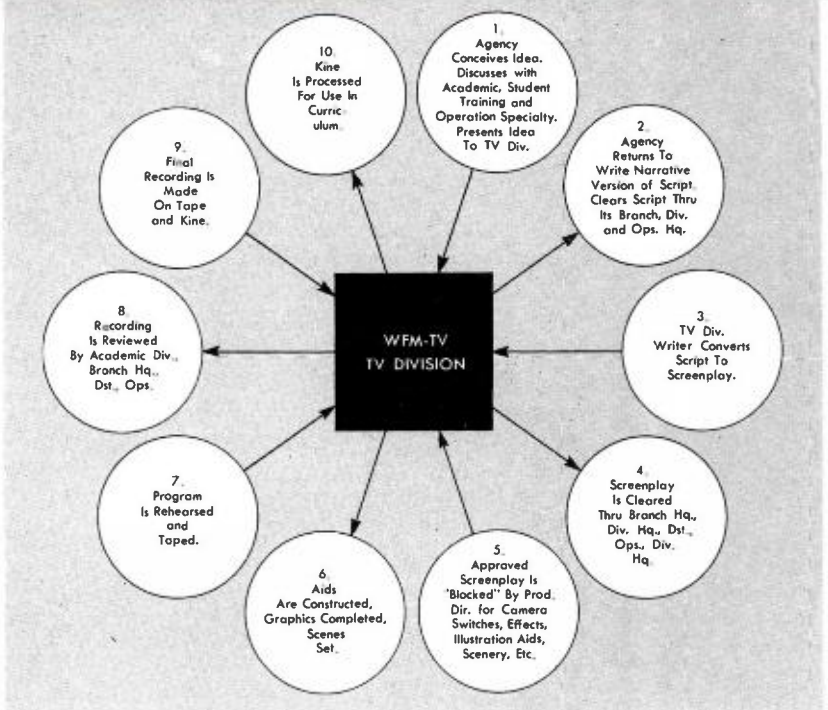 1.
Agency
Conceives Idea.
Discusses with
Academic, Student
Training and
Operation Specialty.
Presents Idea
To TV Div.
2.
Agency
Returns To
Write Narrative
Version of Script.
Clears Script Thru
Its Branch, Div.
and Ops. Hq.
3.
TV Div.
Writer Converts
Script To
Screenplay.
4.
Screenplay
Is Cleared
Thru Branch Hq.,
Div. Hq., Dst.,
Ops., Div.
Hq.
5.
Approved
Screenplay Is
"Blocked" By Prod.
Dir. for Camera
Switches, Effects,
Illustration Aids,
Scenery, Etc.
6.
Aids
Are Constructed,
Graphics Completed,
Scenes
Set.
7.
Program
Is Rehearsed
and
Taped.
8.
Recording
Is Reviewed
By Academic Div.,
Branch Hq.,
Dst., Ops.
9.
Final
Recording Is
Made
On Tape
and Kine.
10.
Kine
Is Processed
For Use In
Curric
ulum.
WFM-TV
TV DIVISION